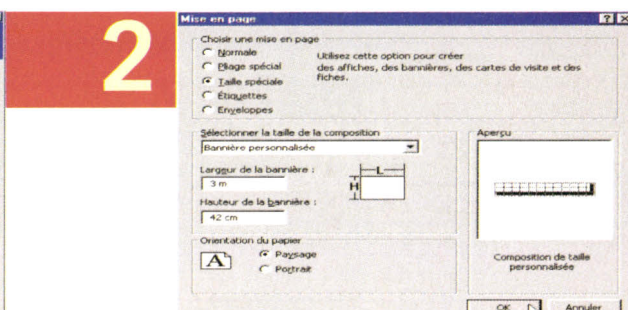 2
Mise en page
Choisir une mise en page
Normale
Pliage spécial
Taille spéciale
Étiquettes
Enveloppes
Utilisez cette option pour créer
des affiches, des bannières, des cartes de visite et des
fiches.
Sélectionner la taille de la composition
Bannière personnalisée
Largeur de la bannière :
3 m
L
H
Hauteur de la bannière :
42 cm
Orientation du papier
A
Paysage
Portrait
Aperçu
Composition de taille
personnalisée
OK
Annuler